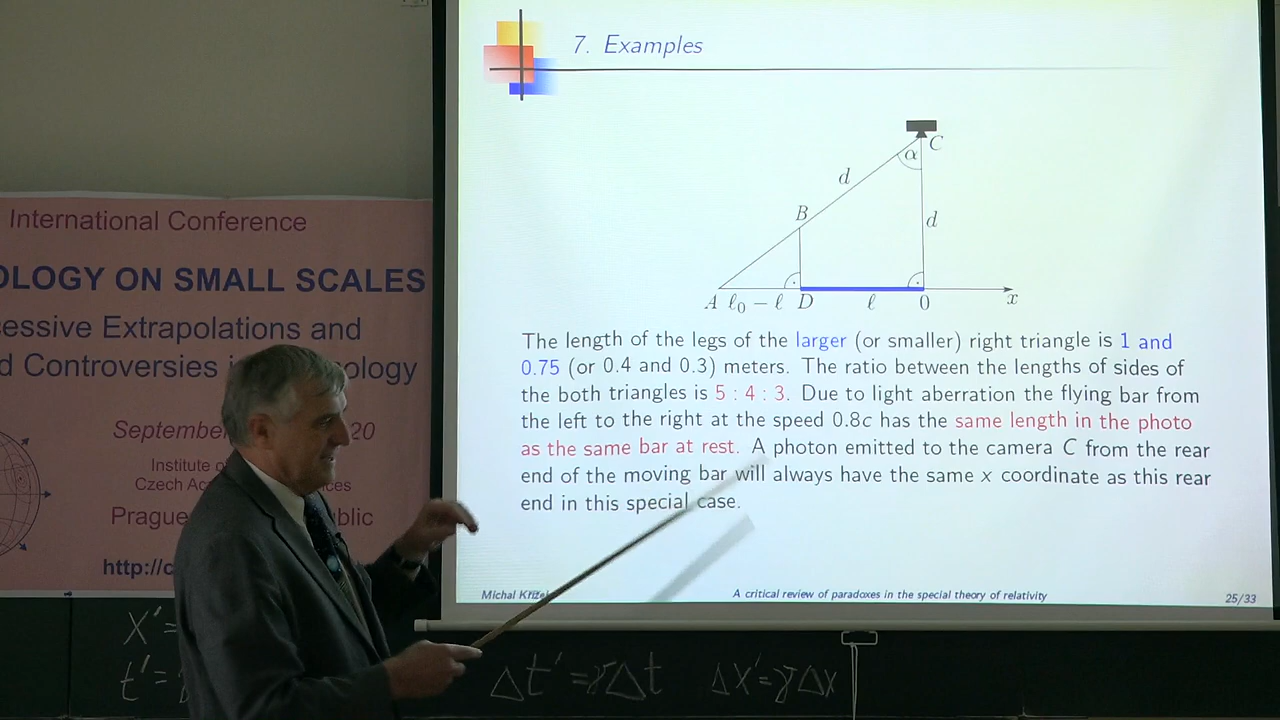 7. Examples
C
α
d
B
d
A ℓ₀ − ℓ D ℓ 0 x
The length of the legs of the larger (or smaller) right triangle is 1 and
0.75 (or 0.4 and 0.3) meters. The ratio between the lengths of sides of
the both triangles is 5 : 4 : 3. Due to light aberration the flying bar from
the left to the right at the speed 0.8c has the same length in the photo
as the same bar at rest. A photon emitted to the camera C from the rear
end of the moving bar will always have the same x coordinate as this rear
end in this special case.
Michal A critical review of paradoxes in the special theory of relativity 25/33
International Conference
OLOGY ON SMALL SCALES
essive Extrapolations and
d Controversies ology
September 20
Institute o
Czech Ac ces
Prague blic
http://c
X' =
t' =
Δt' = γΔt Δx' = γΔx